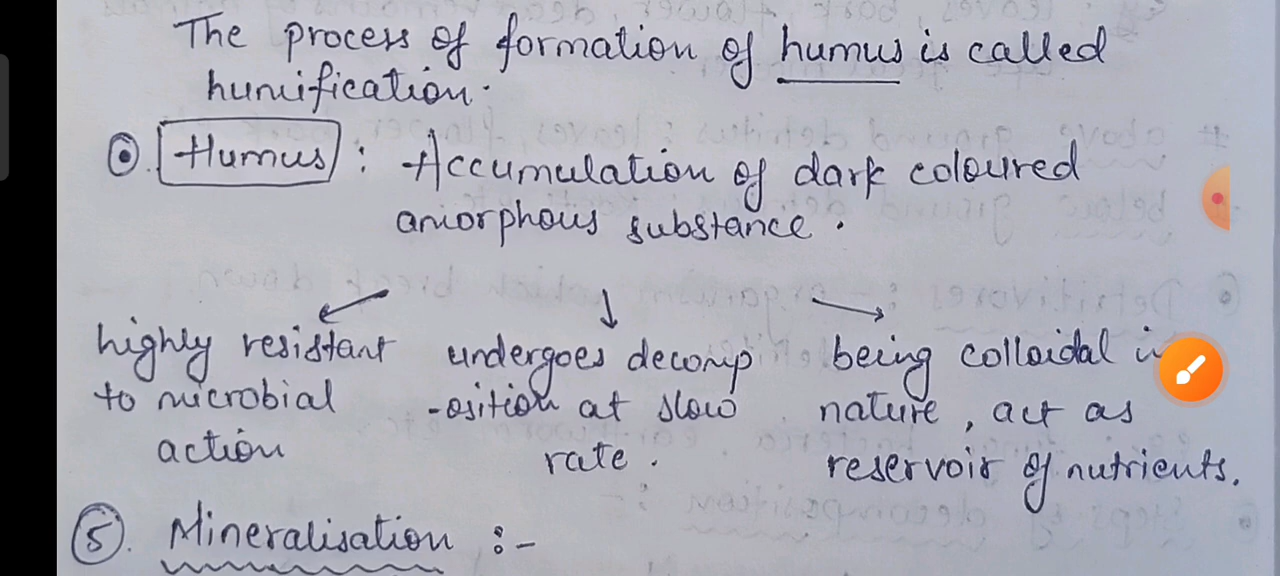 The process of formation of humus is called
humification.
Humus : Accumulation of dark coloured
amorphous substance.
highly resistant
to microbial
action
undergoes decomp
-osition at slow
rate.
being colloidal in
nature, act as
reservoir of nutrients.
5. Mineralisation :-